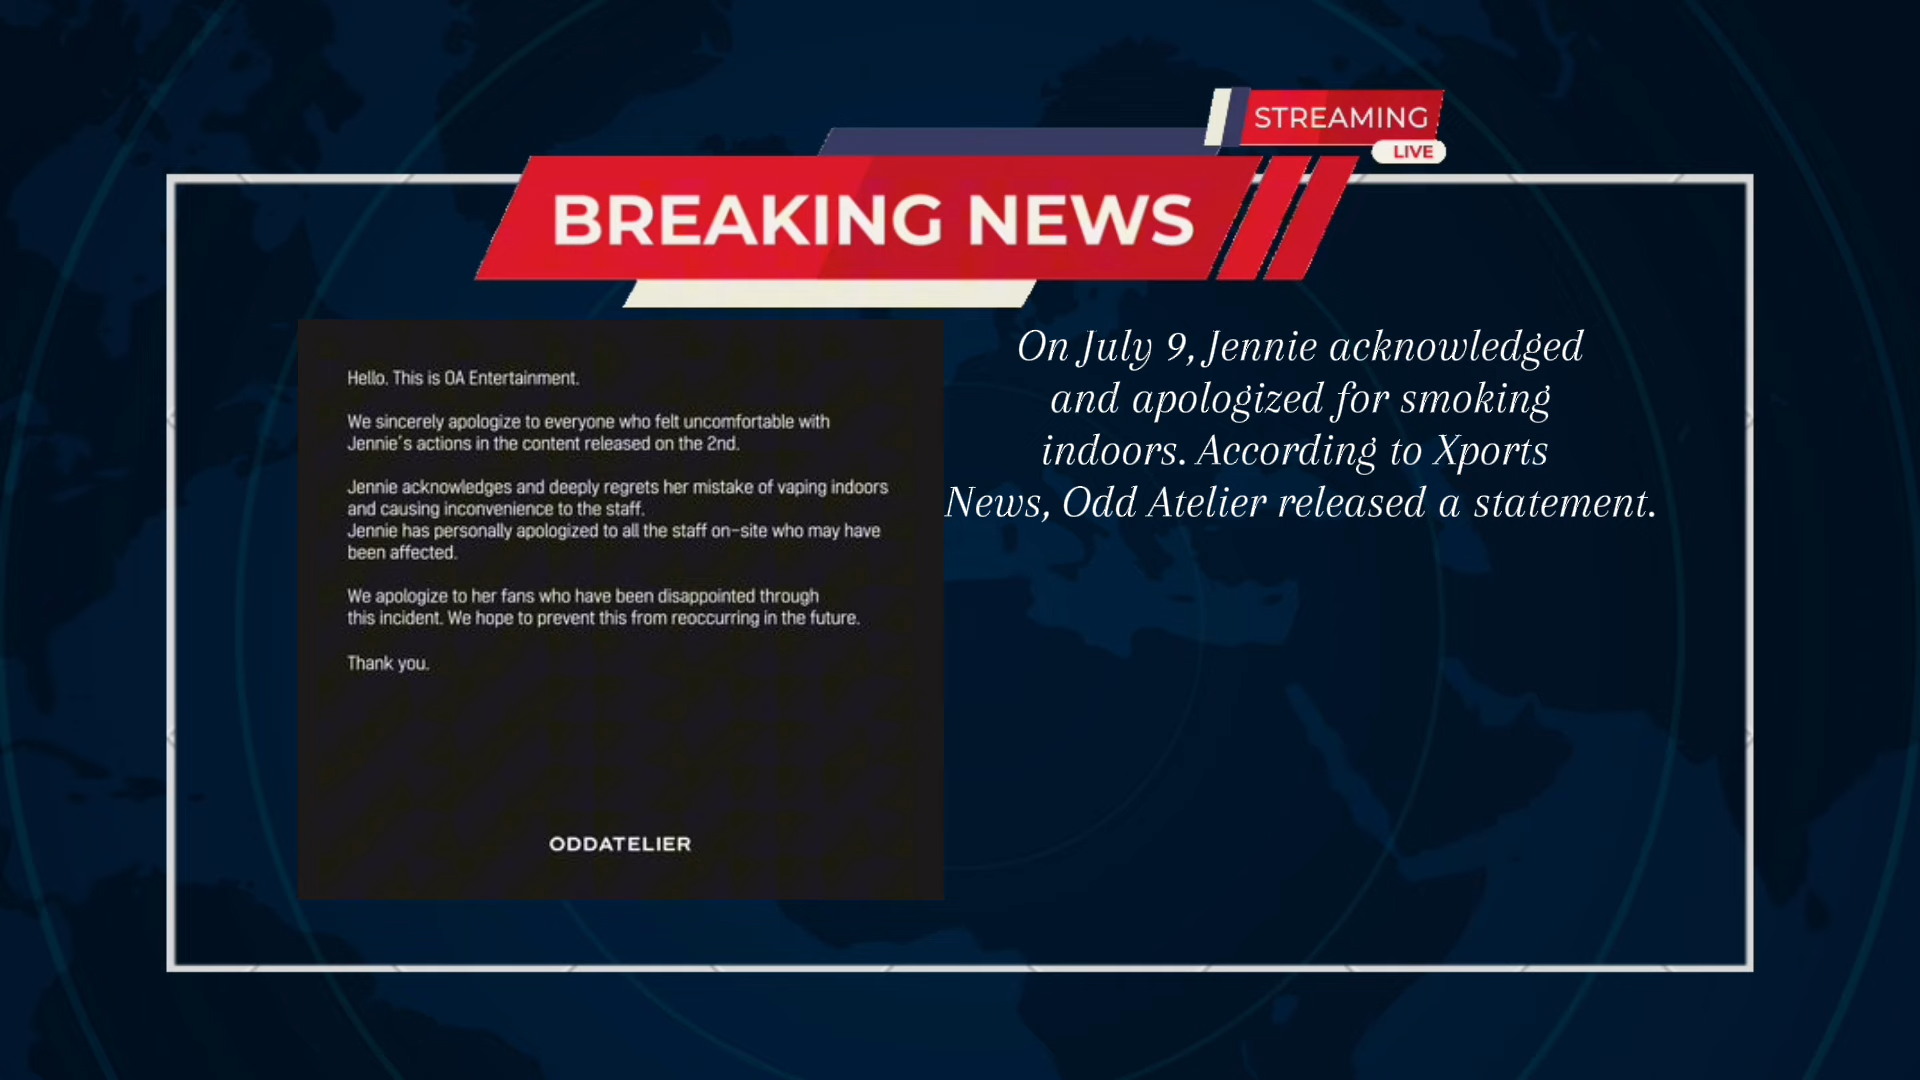 STREAMING
LIVE
BREAKING NEWS
Hello. This is OA Entertainment.
We sincerely apologize to everyone who felt uncomfortable with
Jennie's actions in the content released on the 2nd.
Jennie acknowledges and deeply regrets her mistake of vaping indoors
and causing inconvenience to the staff.
Jennie has personally apologized to all the staff on-site who may have
been affected.
We apologize to her fans who have been disappointed through
this incident. We hope to prevent this from reoccurring in the future.
Thank you.
ODDATELIER
On July 9, Jennie acknowledged
and apologized for smoking
indoors. According to Xports
News, Odd Atelier released a statement.